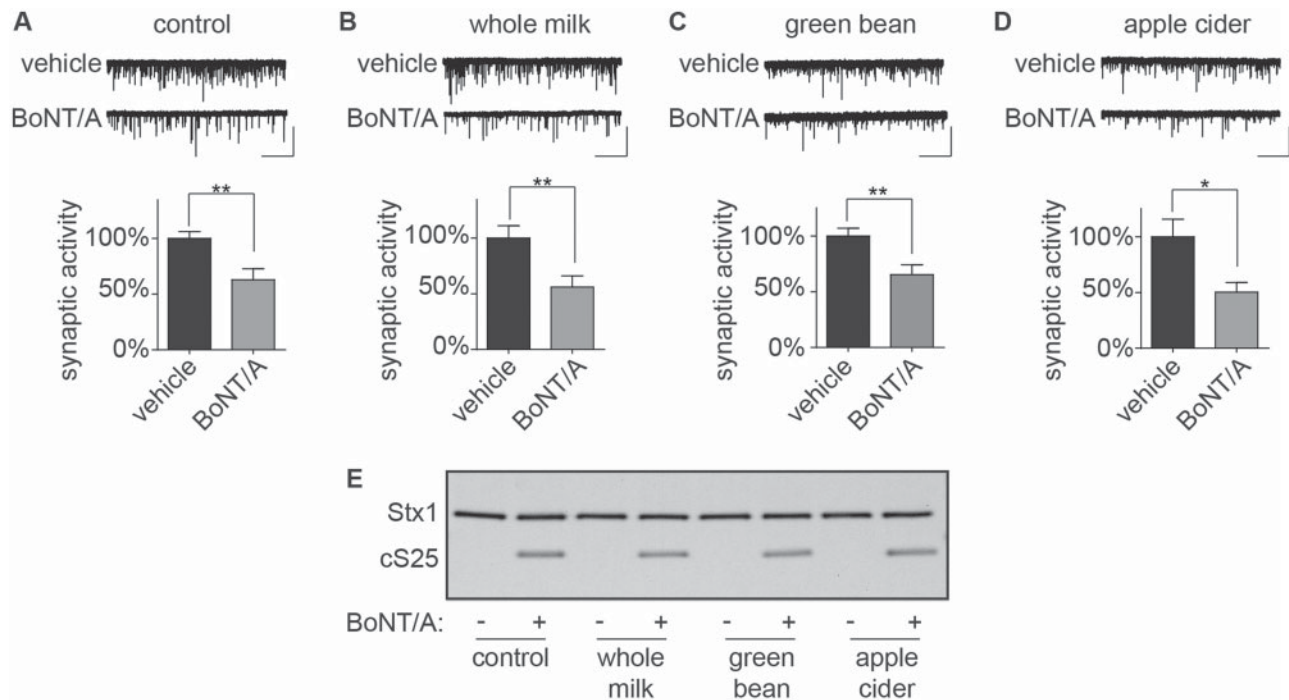 A control
vehicle
BoNT/A
synaptic activity
**
100%
50%
0%
vehicle
BoNT/A
B whole milk
synaptic activity
**
100%
50%
0%
vehicle
BoNT/A
C green bean
vehicle
BoNT/A
synaptic activity
**
100%
50%
0%
vehicle
BoNT/A
D apple cider
vehicle
BoNT/A
synaptic activity
*
100%
50%
0%
vehicle
BoNT/A
E
Stx1
cS25
BoNT/A: - + - + - + - +
control
whole
milk
green
bean
apple
cider